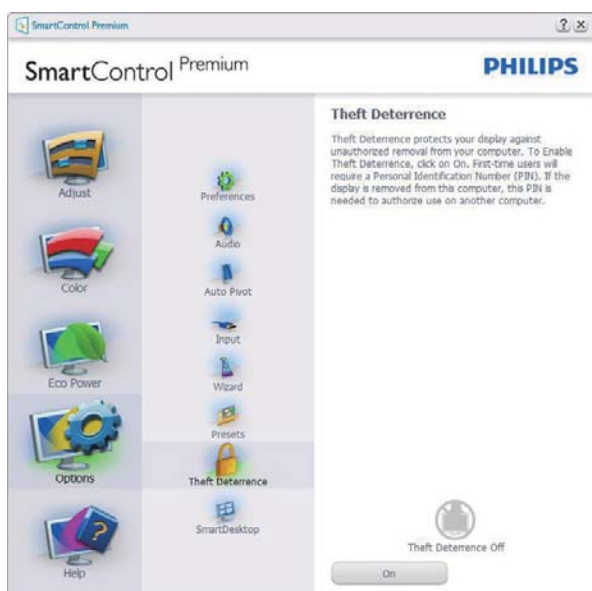 SmartControl Premium
SmartControl Premium
PHILIPS
Adjust
Color
Eco Power
Options
Help
Preferences
Audio
Auto Pivot
Input
Wizard
Presets
Theft Deterrence
SmartDesktop
Theft Deterrence
Theft Deterrence protects your display against
unauthorized removal from your computer. To Enable
Theft Deterrence, click on On. First-time users will
require a Personal Identification Number (PIN). If the
display is removed from this computer, this PIN is
needed to authorize use on another computer.
Theft Deterrence Off
On